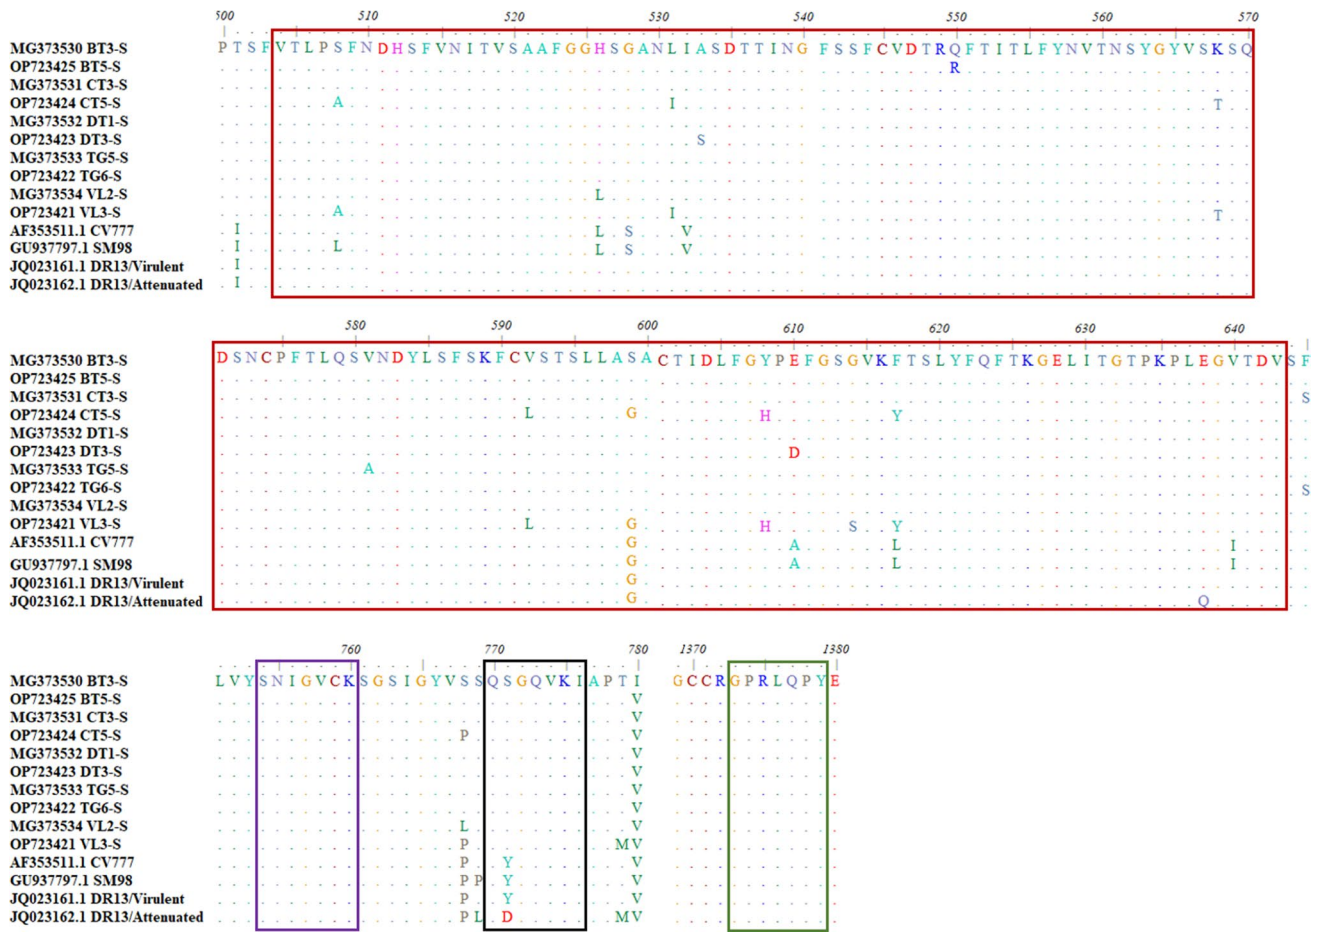 500 510 520 530 540 550 560 570
MG373530 BT3-S PTSFVTLPSFNDHSFVNITVSAAFGGHSGANLIASDTTINGFSSFCVDTRQFTITLFYNVTNSYGYVSKSQ
OP723425 BT5-S R
MG373531 CT3-S
OP723424 CT5-S A I T
MG373532 DT1-S
OP723423 DT3-S S
MG373533 TG5-S
OP723422 TG6-S
MG373534 VL2-S L
OP723421 VL3-S A I T
AF353511.1 CV777 I L S V
GU937797.1 SM98 I L L S V
JQ023161.1 DR13/Virulent I
JQ023162.1 DR13/Attenuated I
580 590 600 610 620 630 640
MG373530 BT3-S DSNCPFTLQSVNDYLSFSKFCVSTSLLASACTIDLFGYPEFGSGVKFTSLYFQFTKGELITGTPKPLEGVTDVSF
OP723425 BT5-S
MG373531 CT3-S S
OP723424 CT5-S L G H Y
MG373532 DT1-S
OP723423 DT3-S D
MG373533 TG5-S A
OP723422 TG6-S S
MG373534 VL2-S
OP723421 VL3-S L G H S Y
AF353511.1 CV777 G A L I
GU937797.1 SM98 G A L I
JQ023161.1 DR13/Virulent G
JQ023162.1 DR13/Attenuated G Q
760 770 780 1370 1380
MG373530 BT3-S LVYSNIGVCKSGSIGYVSSQSGQVKIAPTI GCCRGPRLQPYE
OP723425 BT5-S V
MG373531 CT3-S V
OP723424 CT5-S P V
MG373532 DT1-S V
OP723423 DT3-S V
MG373533 TG5-S V
OP723422 TG6-S V
MG373534 VL2-S L V
OP723421 VL3-S P MV
AF353511.1 CV777 P Y V
GU937797.1 SM98 PP Y V
JQ023161.1 DR13/Virulent P Y V
JQ023162.1 DR13/Attenuated PL D MV